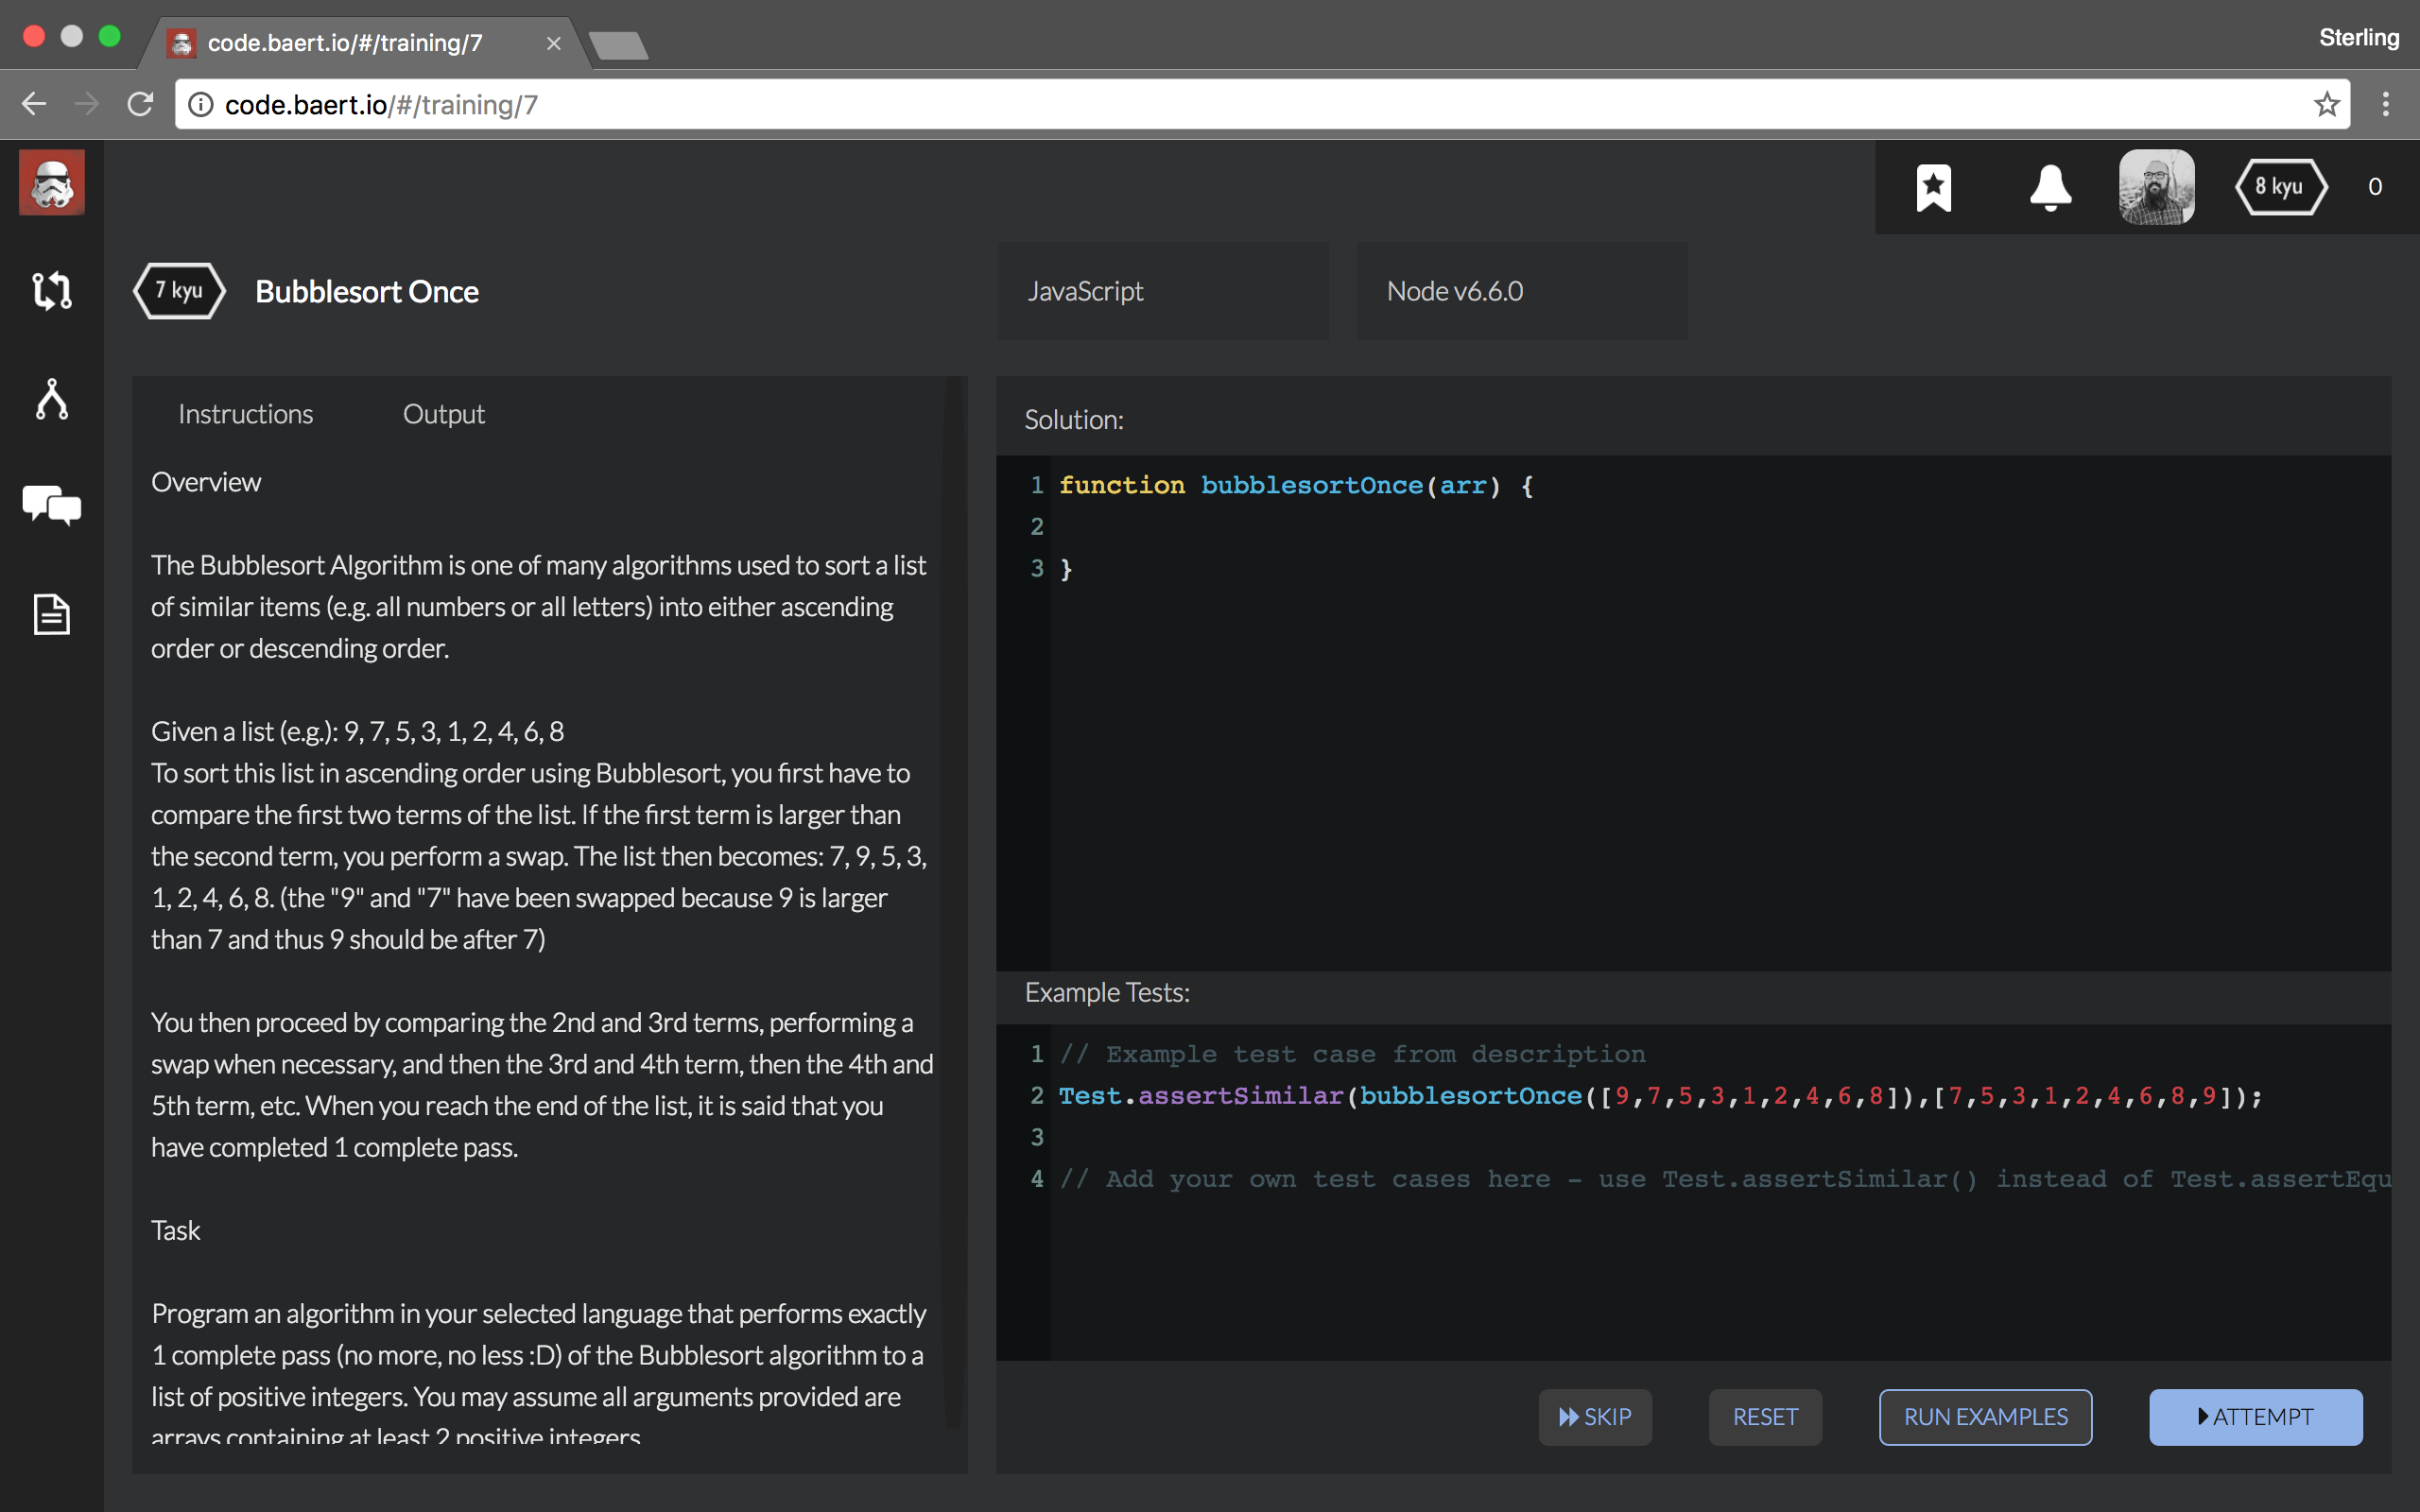 code.baert.io/#/training/7
Sterling
code.baert.io/#/training/7
8 kyu
0
7 kyu
Bubblesort Once
JavaScript
Node v6.6.0
Instructions
Output
Overview
The Bubblesort Algorithm is one of many algorithms used to sort a list
of similar items (e.g. all numbers or all letters) into either ascending
order or descending order.
Given a list (e.g.): 9, 7, 5, 3, 1, 2, 4, 6, 8
To sort this list in ascending order using Bubblesort, you first have to
compare the first two terms of the list. If the first term is larger than
the second term, you perform a swap. The list then becomes: 7, 9, 5, 3,
1, 2, 4, 6, 8. (the "9" and "7" have been swapped because 9 is larger
than 7 and thus 9 should be after 7)
You then proceed by comparing the 2nd and 3rd terms, performing a
swap when necessary, and then the 3rd and 4th term, then the 4th and
5th term, etc. When you reach the end of the list, it is said that you
have completed 1 complete pass.
Task
Program an algorithm in your selected language that performs exactly
1 complete pass (no more, no less :D) of the Bubblesort algorithm to a
list of positive integers. You may assume all arguments provided are
arrays containing at least 2 positive integers
Solution:
1 function bubblesortOnce(arr) {
2
3 }
Example Tests:
1 // Example test case from description
2 Test.assertSimilar(bubblesortOnce([9,7,5,3,1,2,4,6,8]),[7,5,3,1,2,4,6,8,9]);
3
4 // Add your own test cases here - use Test.assertSimilar() instead of Test.assertEqu
SKIP
RESET
RUN EXAMPLES
ATTEMPT